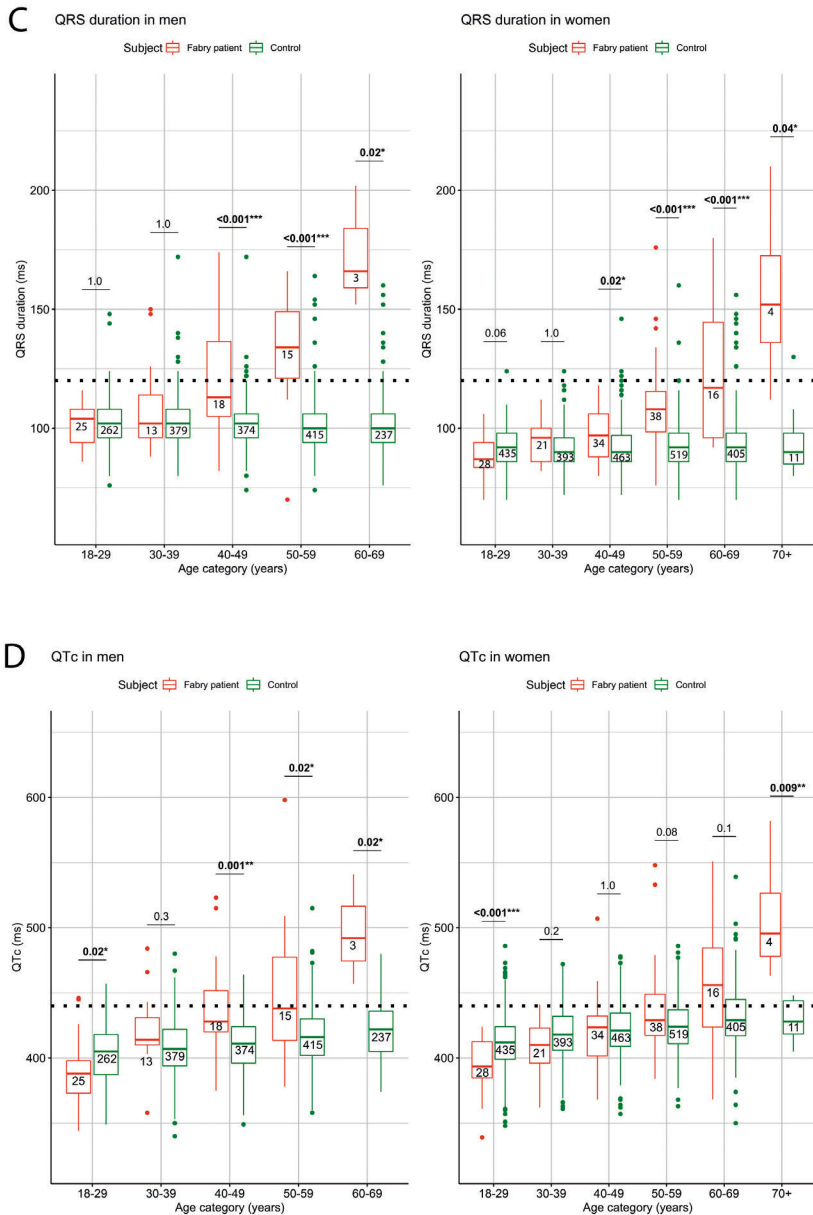 C
QRS duration in men
Subject Fabry patient Control
QRS duration (ms)
200
150
100
1.0
1.0
<0.001***
<0.001***
0.02*
25 262 13 379 18 374 15 415 3 237
18-29 30-39 40-49 50-59 60-69
Age category (years)
QRS duration in women
Subject Fabry patient Control
QRS duration (ms)
200
150
100
0.06
1.0
0.02*
<0.001***
<0.001***
0.04*
28 435 21 393 34 463 38 519 16 405 4 11
18-29 30-39 40-49 50-59 60-69 70+
Age category (years)
D
QTc in men
Subject Fabry patient Control
QTc (ms)
600
500
400
0.02*
0.3
0.001**
0.02*
0.02*
25 262 13 379 18 374 15 415 3 237
18-29 30-39 40-49 50-59 60-69
Age category (years)
QTc in women
Subject Fabry patient Control
QTc (ms)
600
500
400
<0.001***
0.2
1.0
0.08
0.1
0.009**
28 435 21 393 34 463 38 519 16 405 4 11
18-29 30-39 40-49 50-59 60-69 70+
Age category (years)